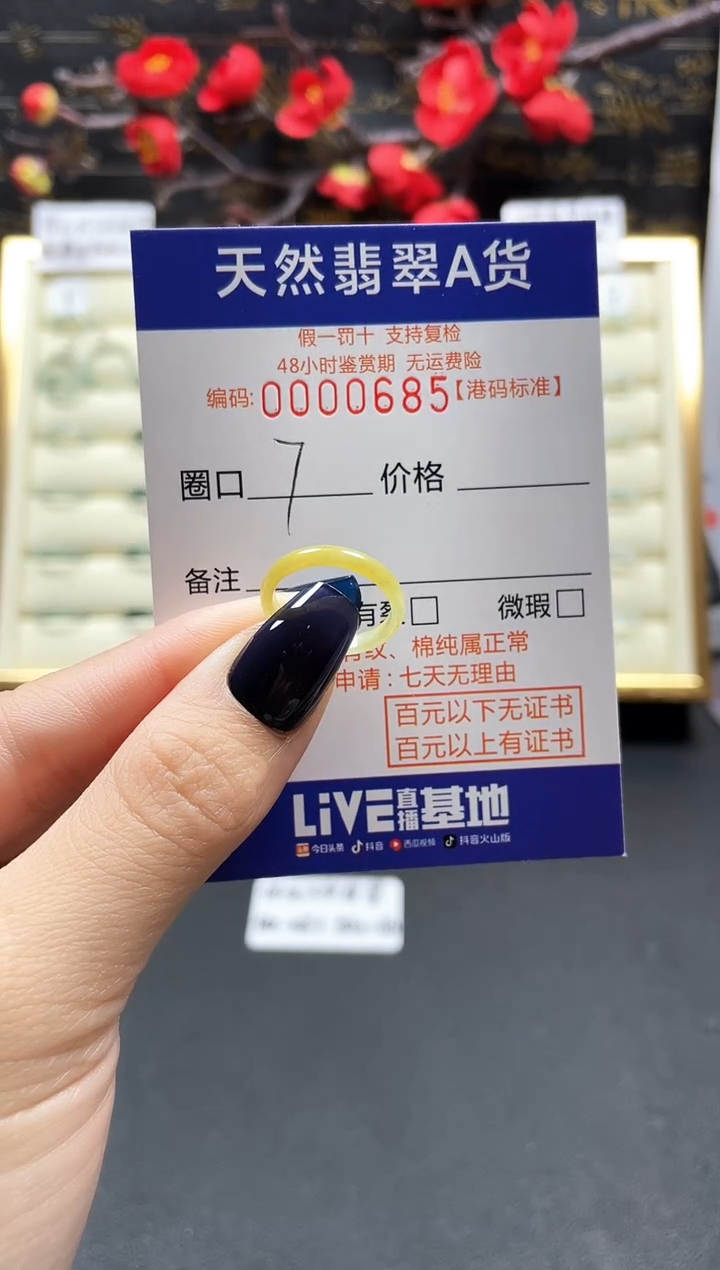 天然翡翠A货
假一罚十 支持复检
48小时鉴赏期 无运费险
编码: 0000685【港码标准】
圈口 7 价格
备注
有裂□ 微瑕□
纹、棉纯属正常
申请:七天无理由
百元以下无证书
百元以上有证书
LiVE直播基地
今日头条 抖音 西瓜视频 抖音火山版